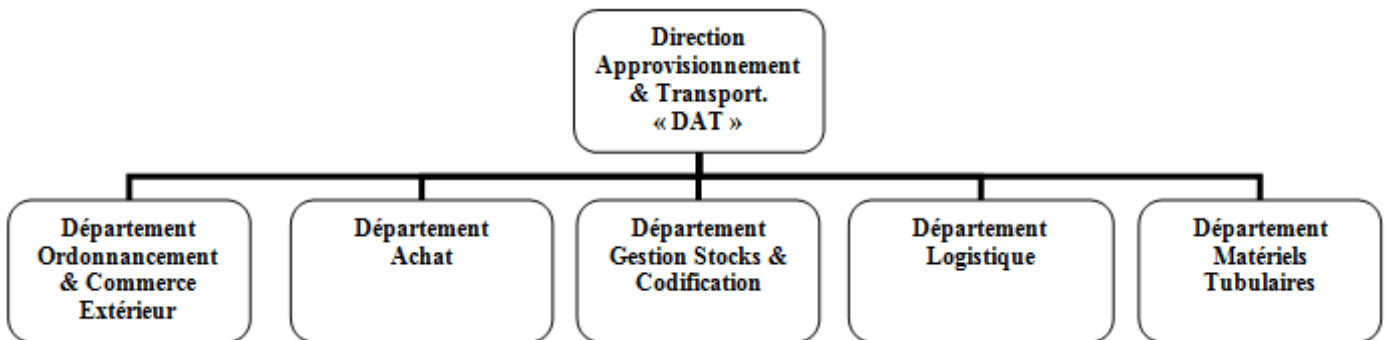 Direction
Approvisionnement
& Transport.
« DAT »
Département
Ordonnancement
& Commerce
Extérieur
Département
Achat
Département
Gestion Stocks &
Codification
Département
Logistique
Département
Matériels
Tubulaires